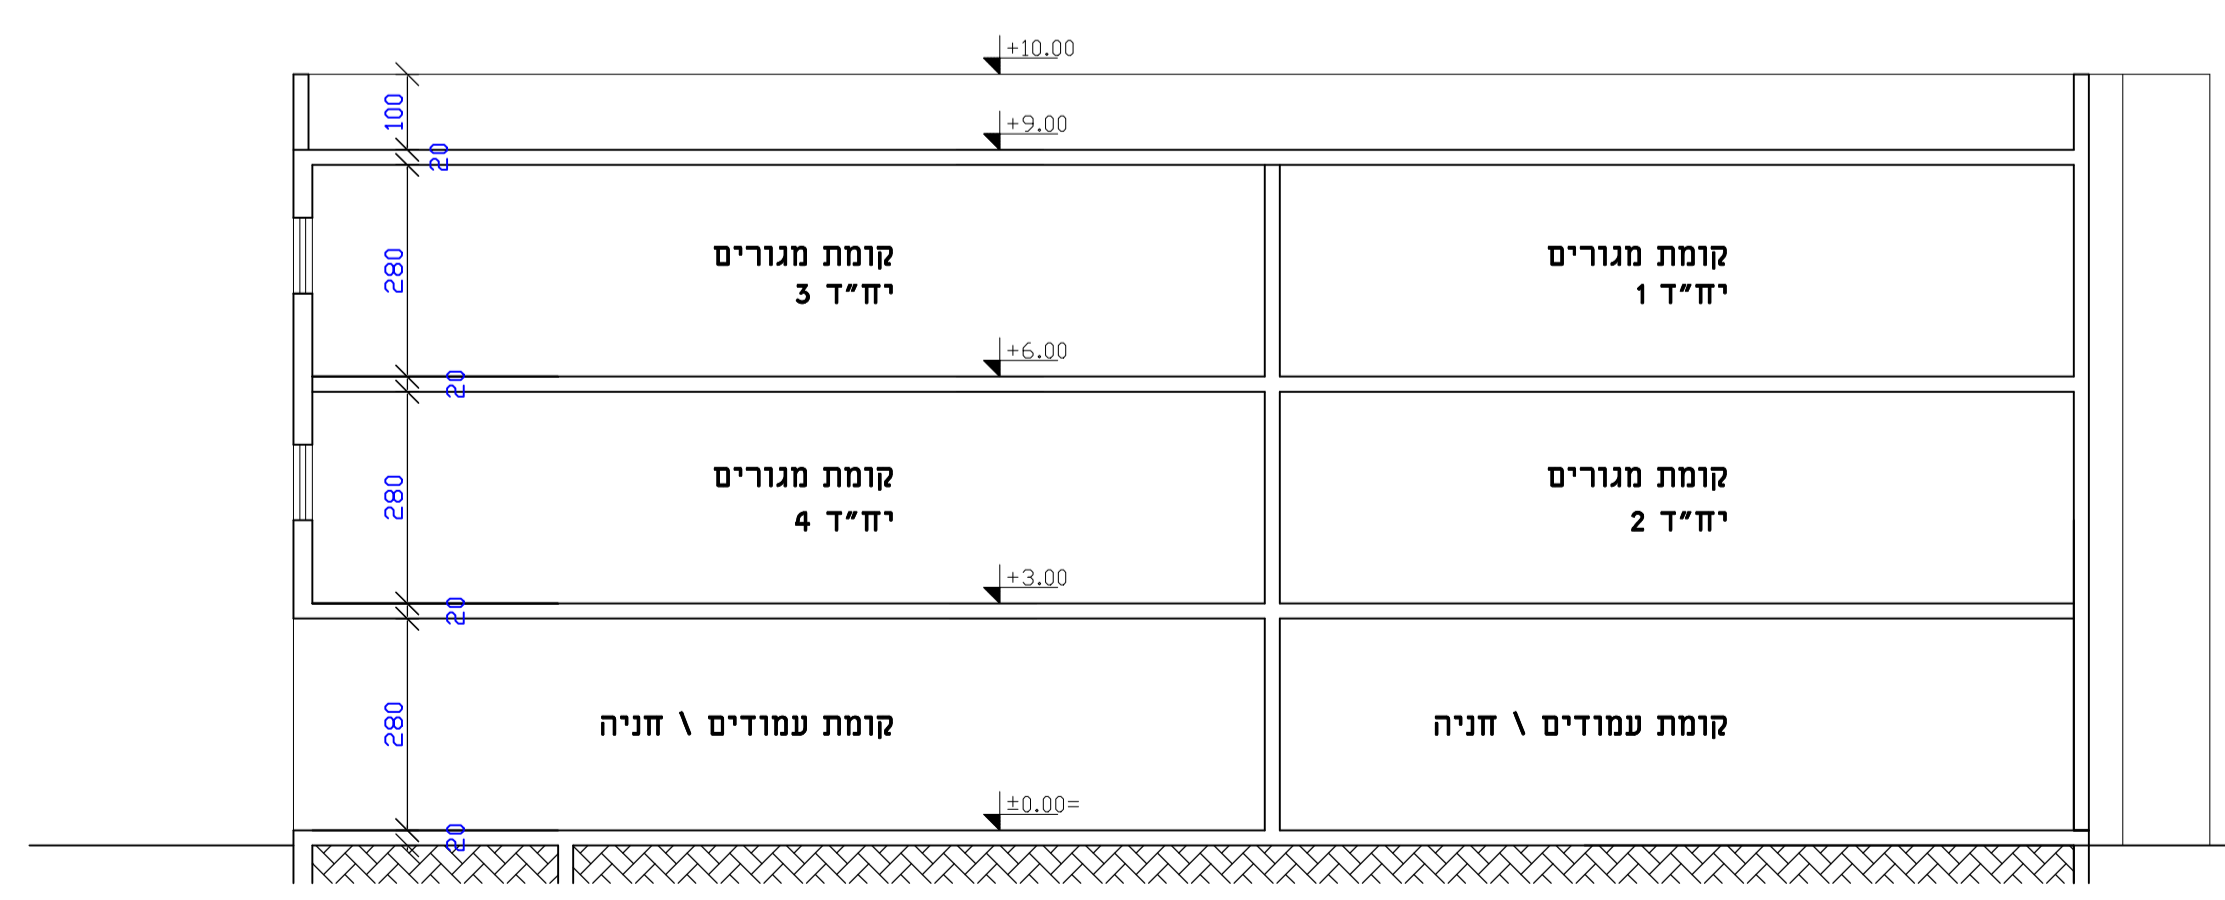 +10.00
100
+9.00
20
קומת מגורים
יח"ד 1
קומת מגורים
יח"ד 3
280
+6.00
20
קומת מגורים
יח"ד 2
קומת מגורים
יח"ד 4
280
+3.00
20
קומת עמודים \ חניה
קומת עמודים \ חניה
280
±0.00=
20